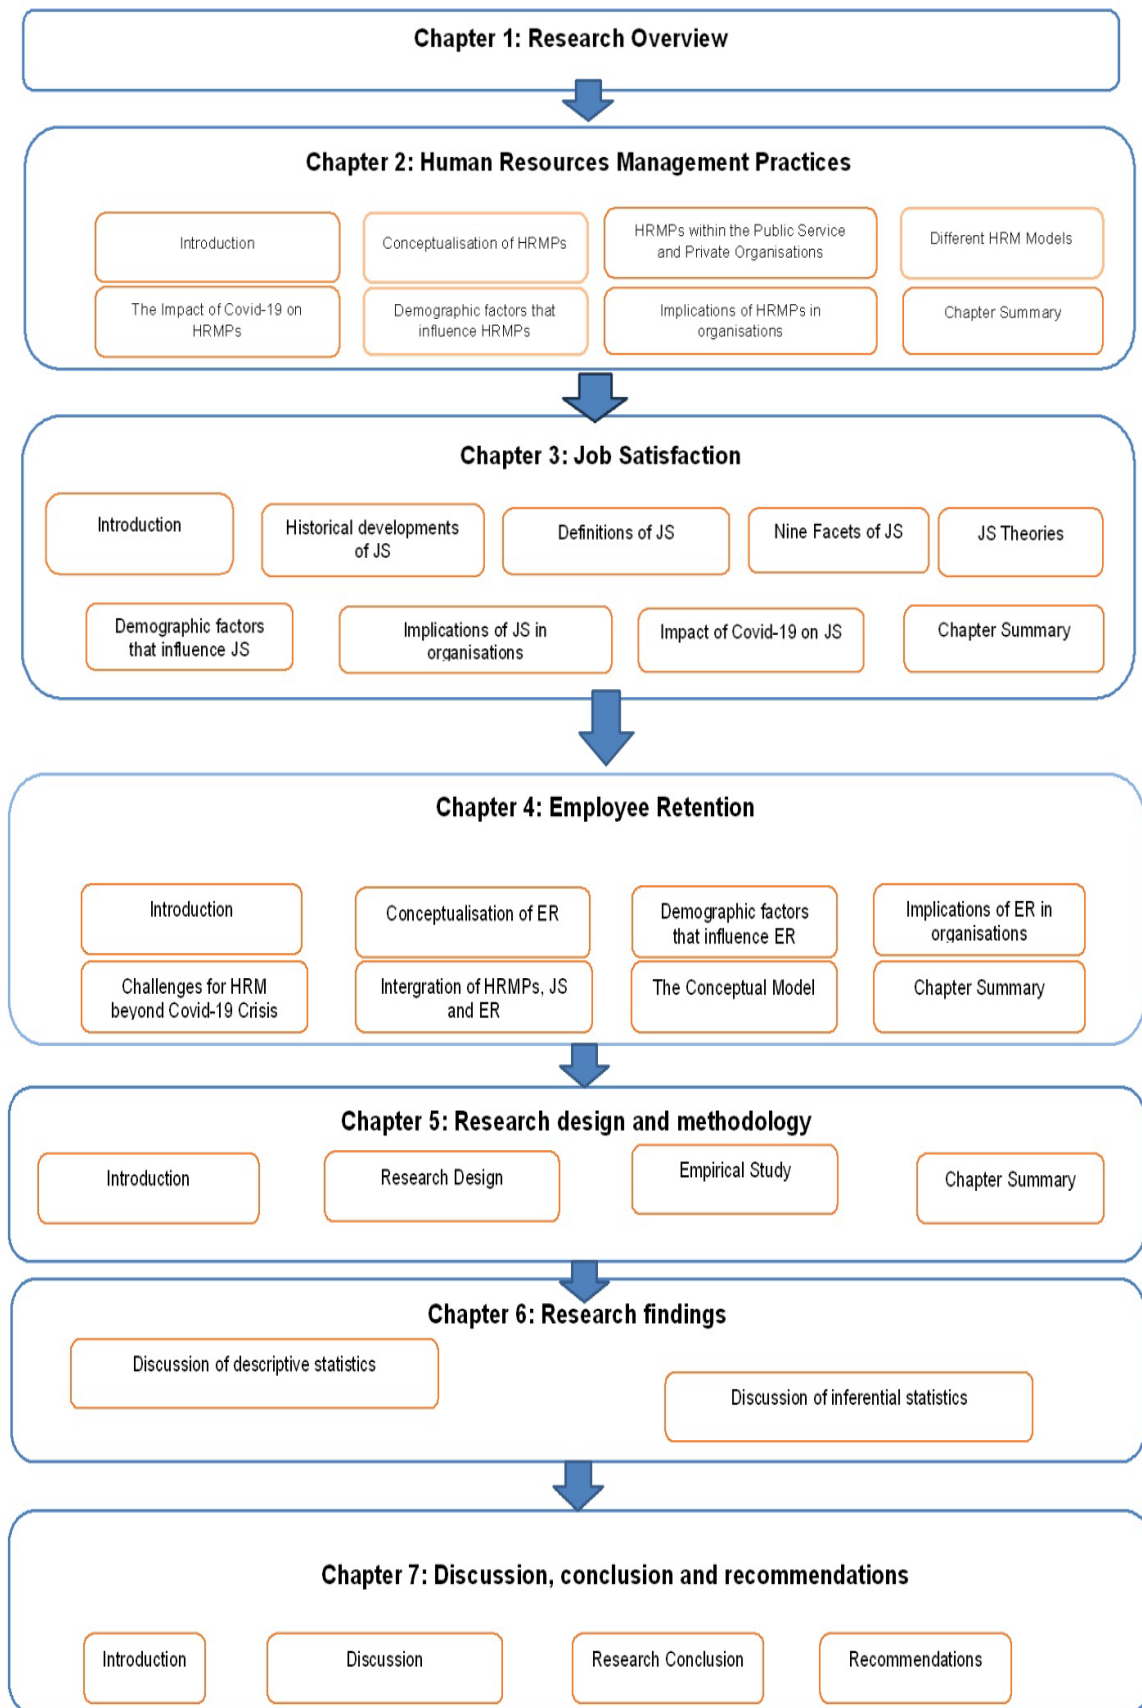 Chapter 1: Research Overview
Chapter 2: Human Resources Management Practices
Introduction
Conceptualisation of HRMPs
HRMPs within the Public Service
and Private Organisations
Different HRM Models
The Impact of Covid-19 on
HRMPs
Demographic factors that
influence HRMPs
Implications of HRMPs in
organisations
Chapter Summary
Chapter 3: Job Satisfaction
Introduction
Historical developments
of JS
Definitions of JS
Nine Facets of JS
JS Theories
Demographic factors
that influence JS
Implications of JS in
organisations
Impact of Covid-19 on JS
Chapter Summary
Chapter 4: Employee Retention
Introduction
Conceptualisation of ER
Demographic factors
that influence ER
Implications of ER in
organisations
Challenges for HRM
beyond Covid-19 Crisis
Intergration of HRMPs, JS
and ER
The Conceptual Model
Chapter Summary
Chapter 5: Research design and methodology
Introduction
Research Design
Empirical Study
Chapter Summary
Chapter 6: Research findings
Discussion of descriptive statistics
Discussion of inferential statistics
Chapter 7: Discussion, conclusion and recommendations
Introduction
Discussion
Research Conclusion
Recommendations